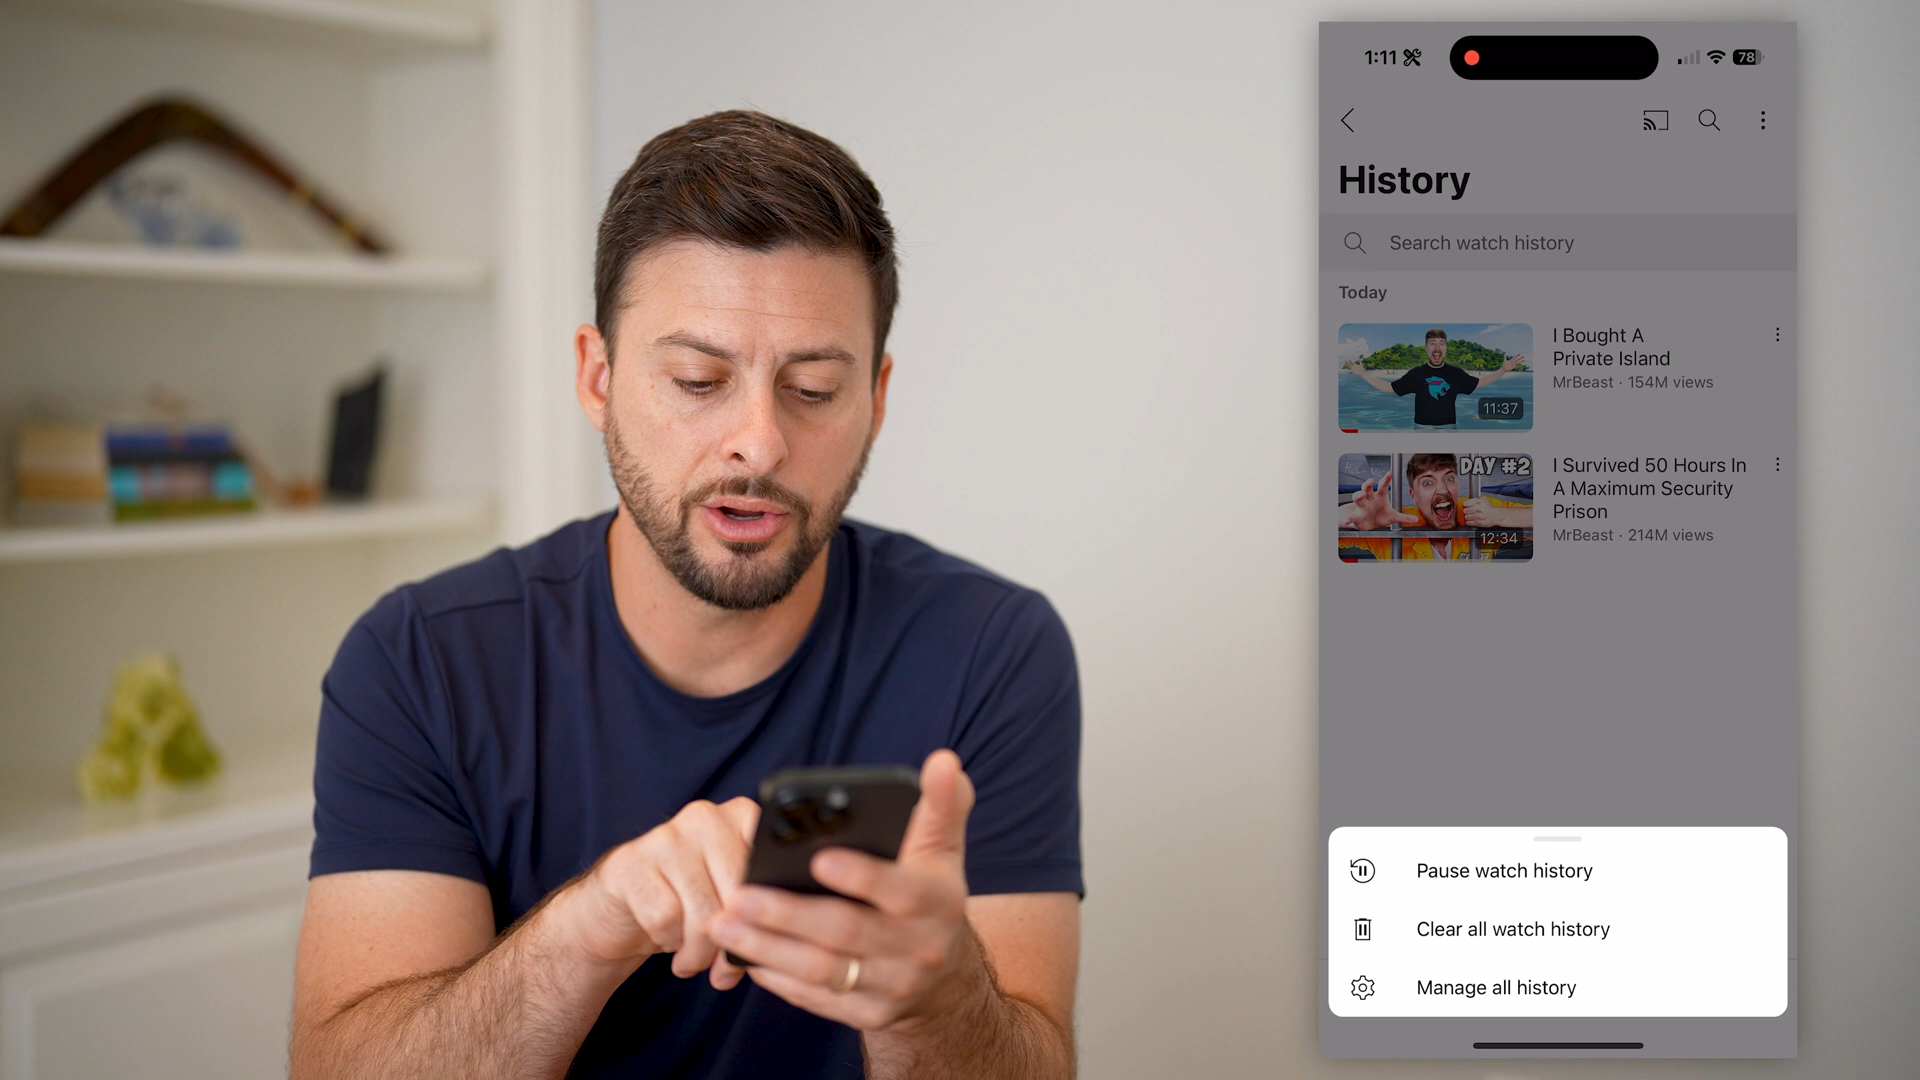 1:11
78
History
Search watch history
Today
I Bought A
Private Island
MrBeast · 154M views
11:37
DAY #2
I Survived 50 Hours In
A Maximum Security
Prison
MrBeast · 214M views
12:34
Pause watch history
Clear all watch history
Manage all history